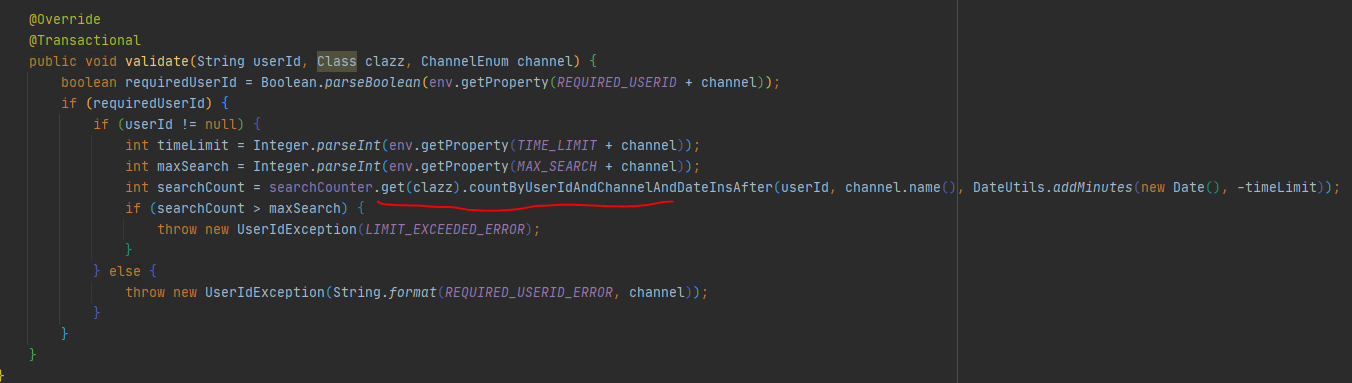 @Override
@Transactional
public void validate(String userId, Class clazz, ChannelEnum channel) {
boolean requiredUserId = Boolean.parseBoolean(env.getProperty(REQUIRED_USERID + channel));
if (requiredUserId) {
if (userId != null) {
int timeLimit = Integer.parseInt(env.getProperty(TIME_LIMIT + channel));
int maxSearch = Integer.parseInt(env.getProperty(MAX_SEARCH + channel));
int searchCount = searchCounter.get(clazz).countByUserIdAndChannelAndDateInsAfter(userId, channel.name(), DateUtils.addMinutes(new Date(), -timeLimit));
if (searchCount > maxSearch) {
throw new UserIdException(LIMIT_EXCEEDED_ERROR);
}
} else {
throw new UserIdException(String.format(REQUIRED_USERID_ERROR, channel));
}
}
}
}